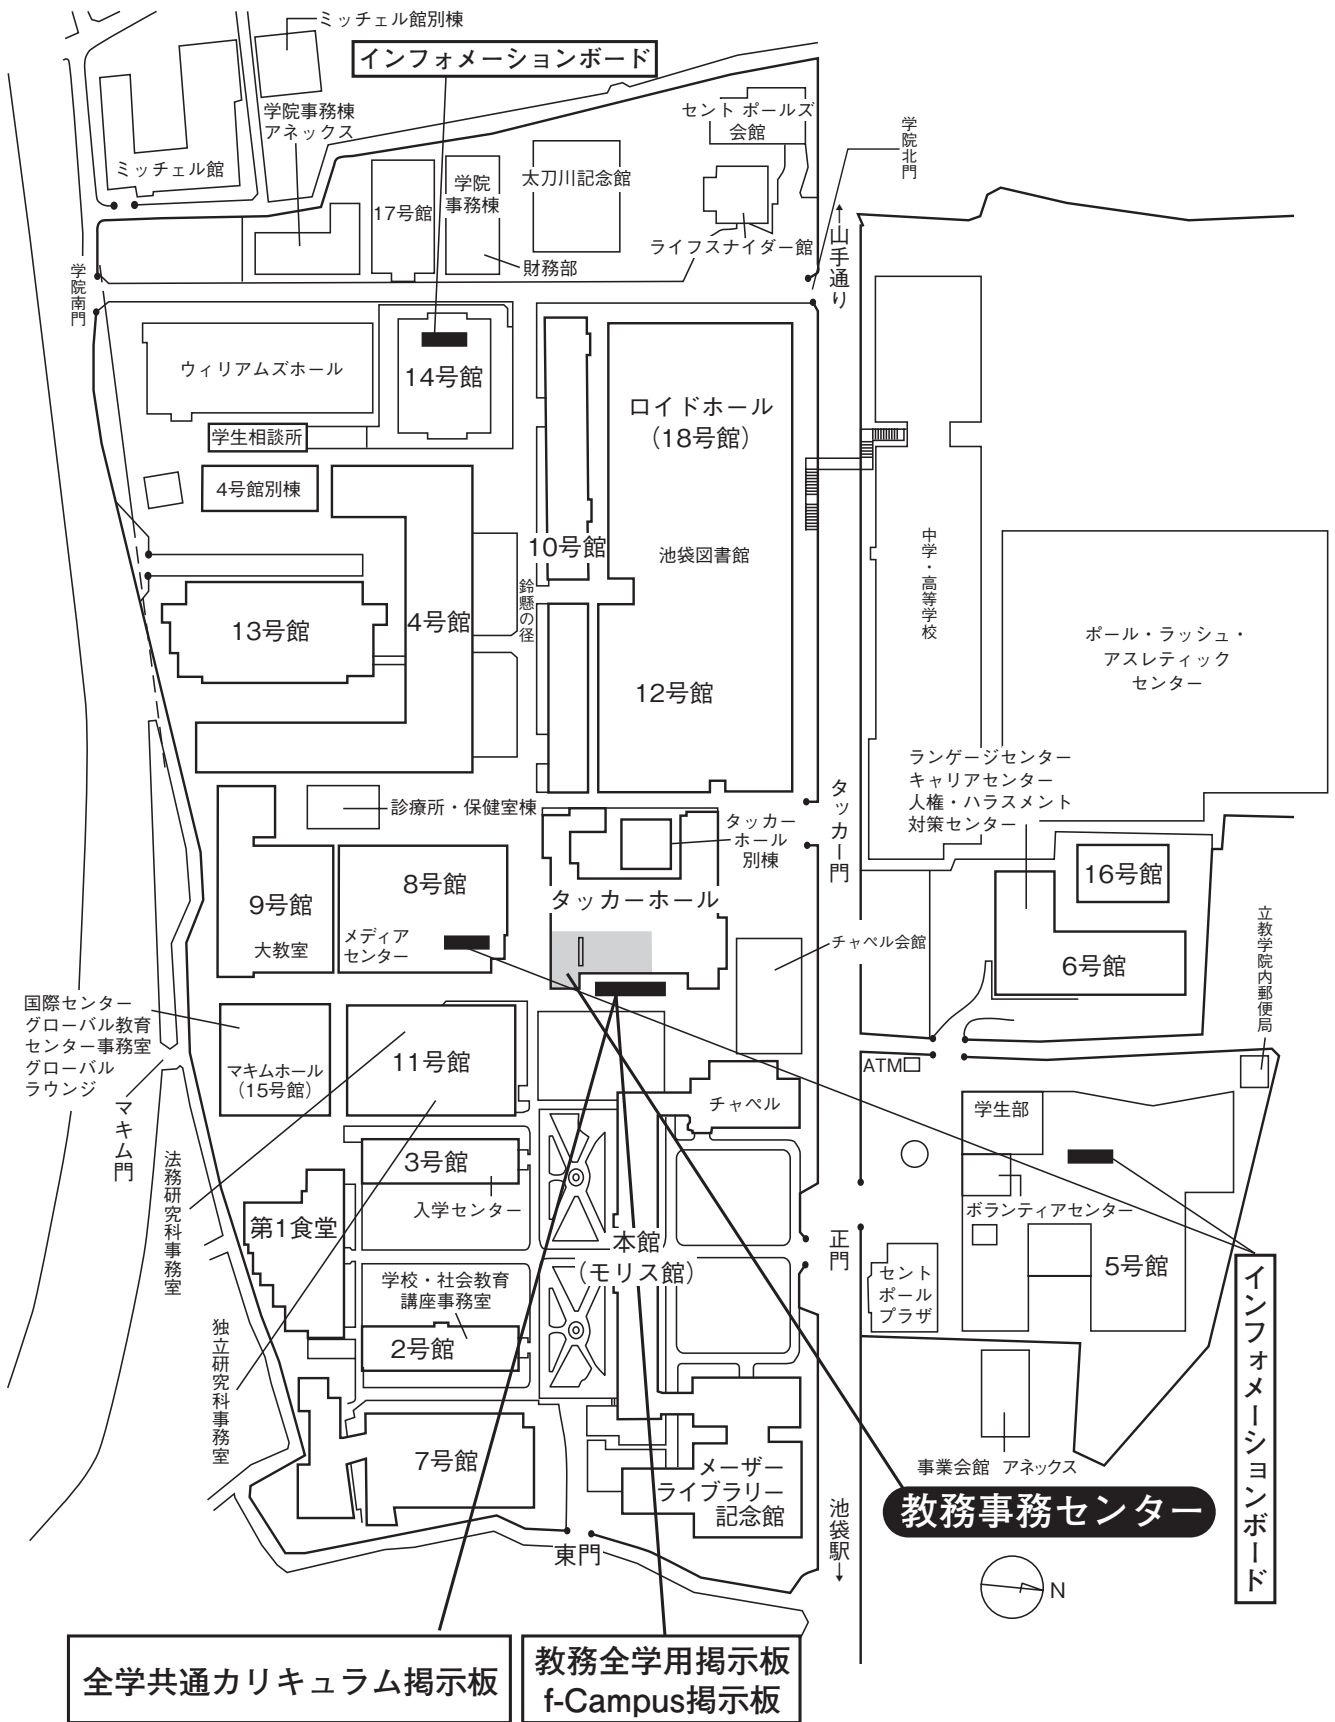 ミッチェル館別棟
インフォメーションボード
学院事務棟
アネックス
ミッチェル館
セント ポールズ
会館
学院北門
17号館
学院
事務棟
太刀川記念館
ライフスナイダー館
財務部
←山手通り
学院南門
ウィリアムズホール
14号館
ロイドホール
（18号館）
学生相談所
4号館別棟
10号館
池袋図書館
中学・高等学校
鈴懸の径
13号館
4号館
12号館
ポール・ラッシュ・
アスレティック
センター
ランゲージセンター
キャリアセンター
人権・ハラスメント
対策センター
診療所・保健室棟
タッカー
ホール
別棟
タッカー門
8号館
9号館
大教室
メディア
センター
タッカーホール
16号館
チャペル会館
6号館
立教学院内郵便局
国際センター
グローバル教育
センター事務室
グローバル
ラウンジ
マキムホール
（15号館）
11号館
ATM
チャペル
学生部
マキム門
法務研究科事務室
3号館
入学センター
ボランティアセンター
第1食堂
本館
（モリス館）
正門
5号館
セント
ポール
プラザ
学校・社会教育
講座事務室
2号館
独立研究科事務室
インフォメーションボード
7号館
メーザー
ライブラリー
記念館
事業会館 アネックス
教務事務センター
池袋駅→
東門
N
全学共通カリキュラム掲示板
教務全学用掲示板
f-Campus掲示板